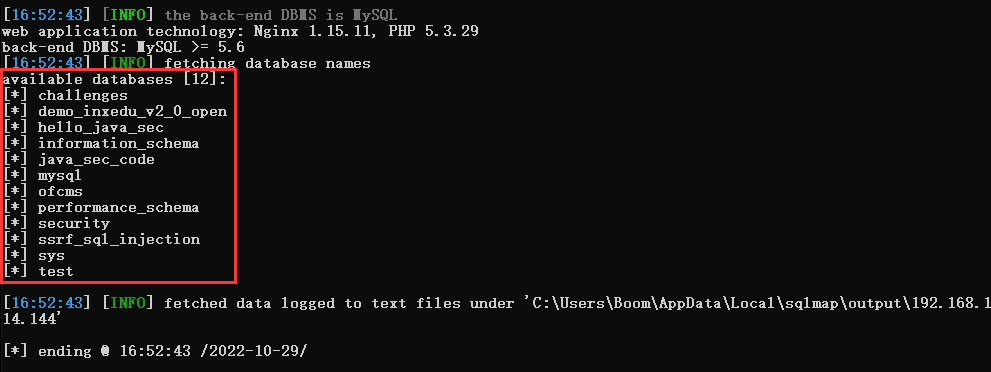 [16:52:43] [INFO] the back-end DBMS is MySQL
web application technology: Nginx 1.15.11, PHP 5.3.29
back-end DBMS: MySQL >= 5.6
[16:52:43] [INFO] fetching database names
available databases [12]:
[*] challenges
[*] demo_inxedu_v2_0_open
[*] hello_java_sec
[*] information_schema
[*] java_sec_code
[*] mysql
[*] ofcms
[*] performance_schema
[*] security
[*] ssrf_sql_injection
[*] sys
[*] test
[16:52:43] [INFO] fetched data logged to text files under 'C:\Users\Boom\AppData\Local\sqlmap\output\192.168.1
14.144'
[*] ending @ 16:52:43 /2022-10-29/